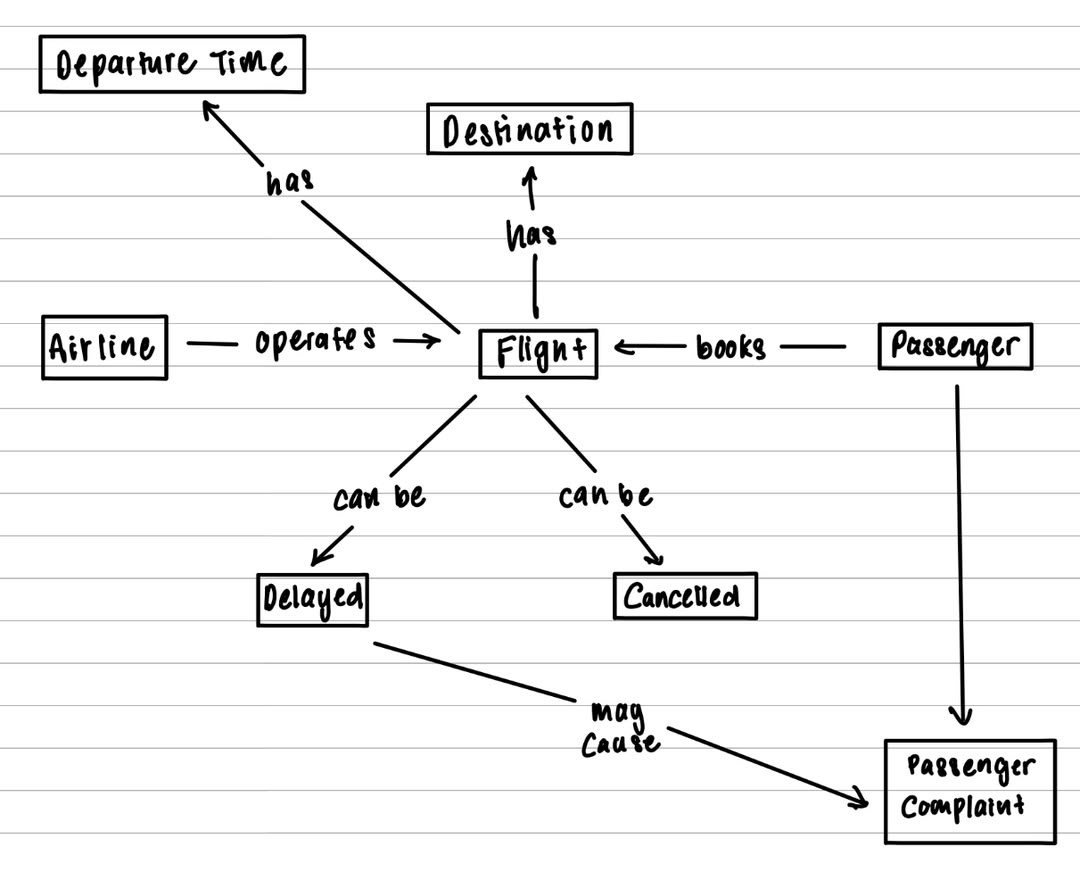 Departure Time
Destination
has
has
Airline
operates
Flight
books
Passenger
can be
can be
Delayed
Cancelled
may
cause
Passenger
Complaint